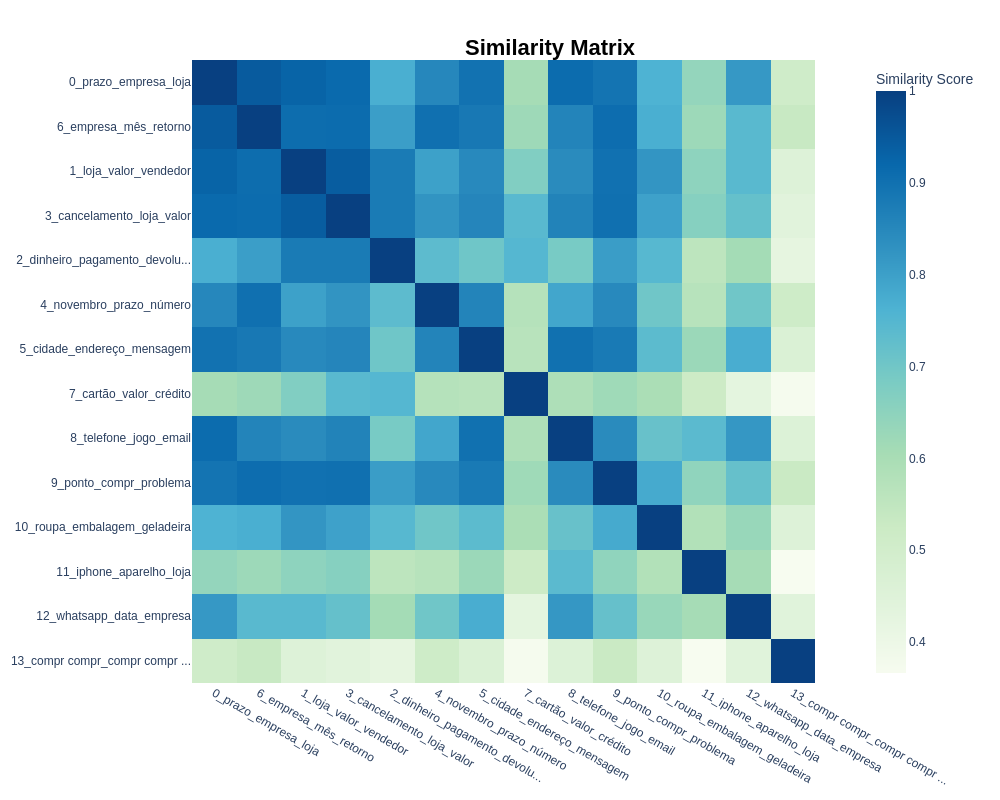 Similarity Matrix
Similarity Score
0_prazo_empresa_loja
6_empresa_mês_retorno
1_loja_valor_vendedor
3_cancelamento_loja_valor
2_dinheiro_pagamento_devolu...
4_novembro_prazo_número
5_cidade_endereço_mensagem
7_cartão_valor_crédito
8_telefone_jogo_email
9_ponto_compr_problema
10_roupa_embalagem_geladeira
11_iphone_aparelho_loja
12_whatsapp_data_empresa
13_compr compr_compr compr ...
0_prazo_empresa_loja
6_empresa_mês_retorno
1_loja_valor_vendedor
3_cancelamento_loja_valor
2_dinheiro_pagamento_devolu...
4_novembro_prazo_número
5_cidade_endereço_mensagem
7_cartão_valor_crédito
8_telefone_jogo_email
9_ponto_compr_problema
10_roupa_embalagem_geladeira
11_iphone_aparelho_loja
12_whatsapp_data_empresa
13_compr compr_compr compr ...
1
0.9
0.8
0.7
0.6
0.5
0.4